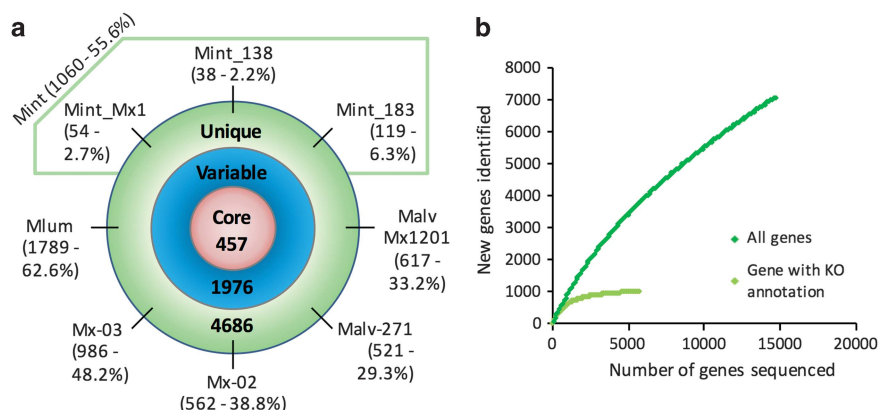 a
Mint (1060 - 55.6%)
Mint_138
(38 - 2.2%)
Mint_Mx1
(54 -
2.7%)
Mint_183
(119 -
6.3%)
Unique
Variable
Core
457
1976
4686
Mlum
(1789 -
62.6%)
Malv
Mx1201
(617 -
33.2%)
Mx-03
(986 -
48.2%)
Malv-271
(521 -
29.3%)
Mx-02
(562 - 38.8%)
b
New genes identified
8000
7000
6000
5000
4000
3000
2000
1000
0
All genes
Gene with KO
annotation
0 5000 10000 15000 20000
Number of genes sequenced